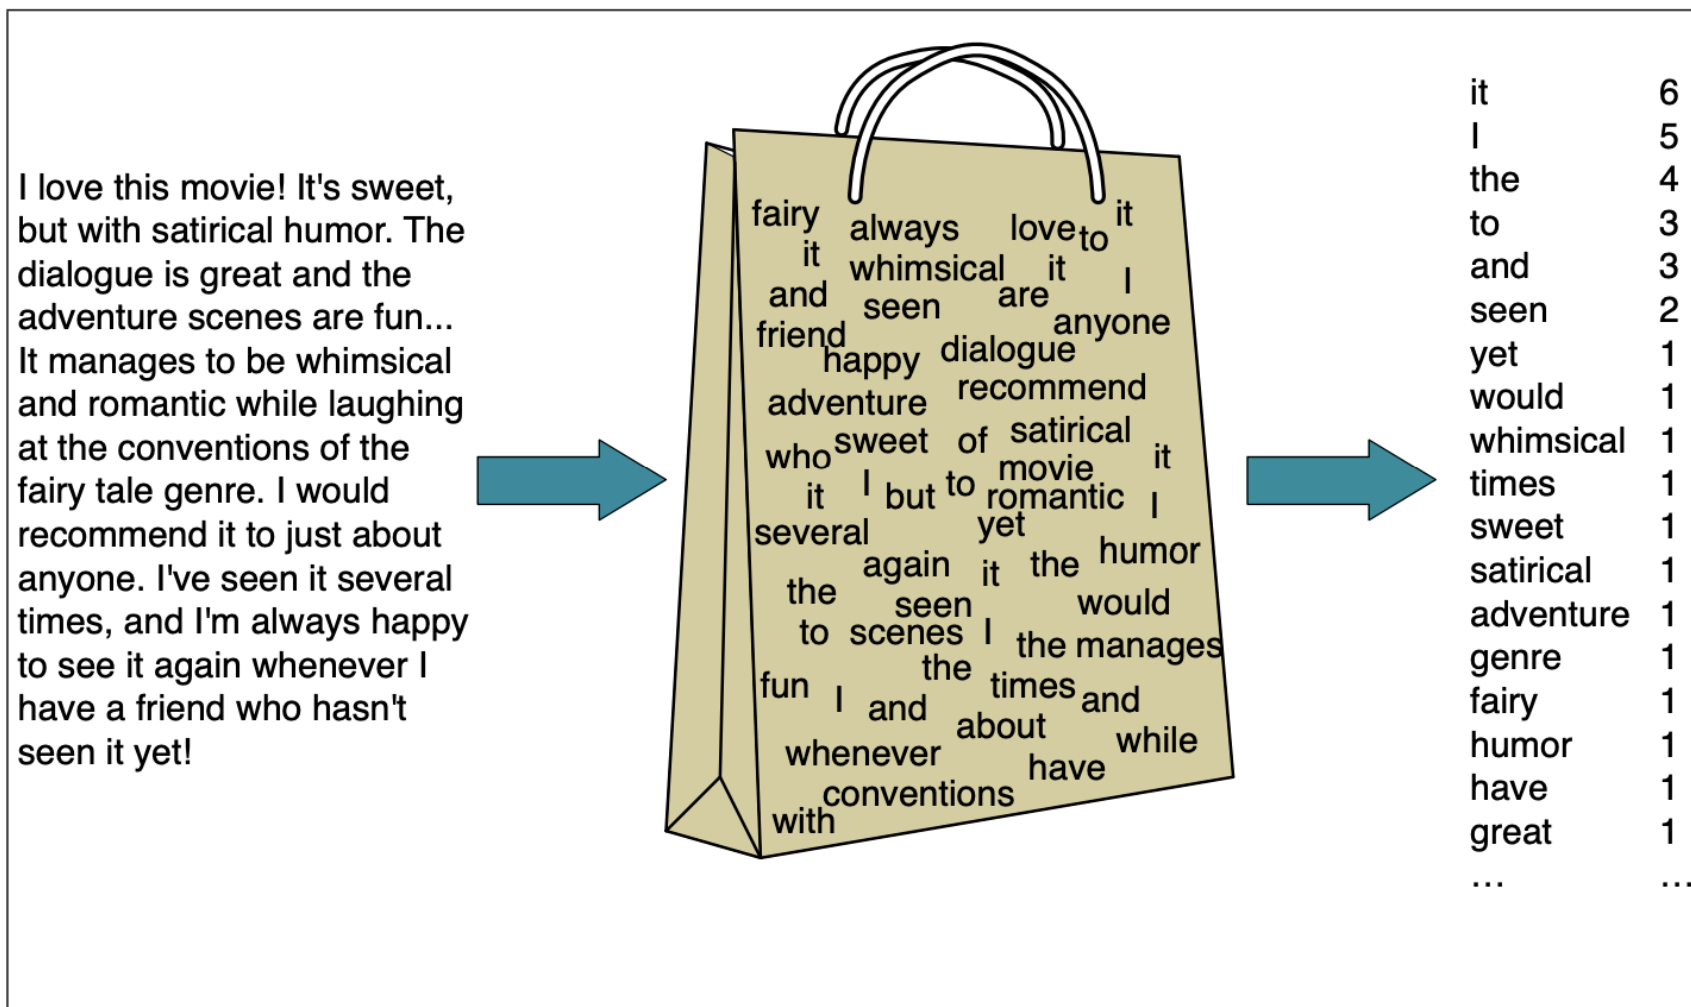 I love this movie! It's sweet,
but with satirical humor. The
dialogue is great and the
adventure scenes are fun...
It manages to be whimsical
and romantic while laughing
at the conventions of the
fairy tale genre. I would
recommend it to just about
anyone. I've seen it several
times, and I'm always happy
to see it again whenever I
have a friend who hasn't
seen it yet!
fairy always love to it
it whimsical it I
and seen are anyone
friend happy dialogue
adventure recommend
who sweet of satirical it
it I but to movie romantic I
several yet
again it the humor
the seen would
to scenes I the manages
fun I and the times and
about while
whenever have
conventions
with
it 6
I 5
the 4
to 3
and 3
seen 2
yet 1
would 1
whimsical 1
times 1
sweet 1
satirical 1
adventure 1
genre 1
fairy 1
humor 1
have 1
great 1
… …